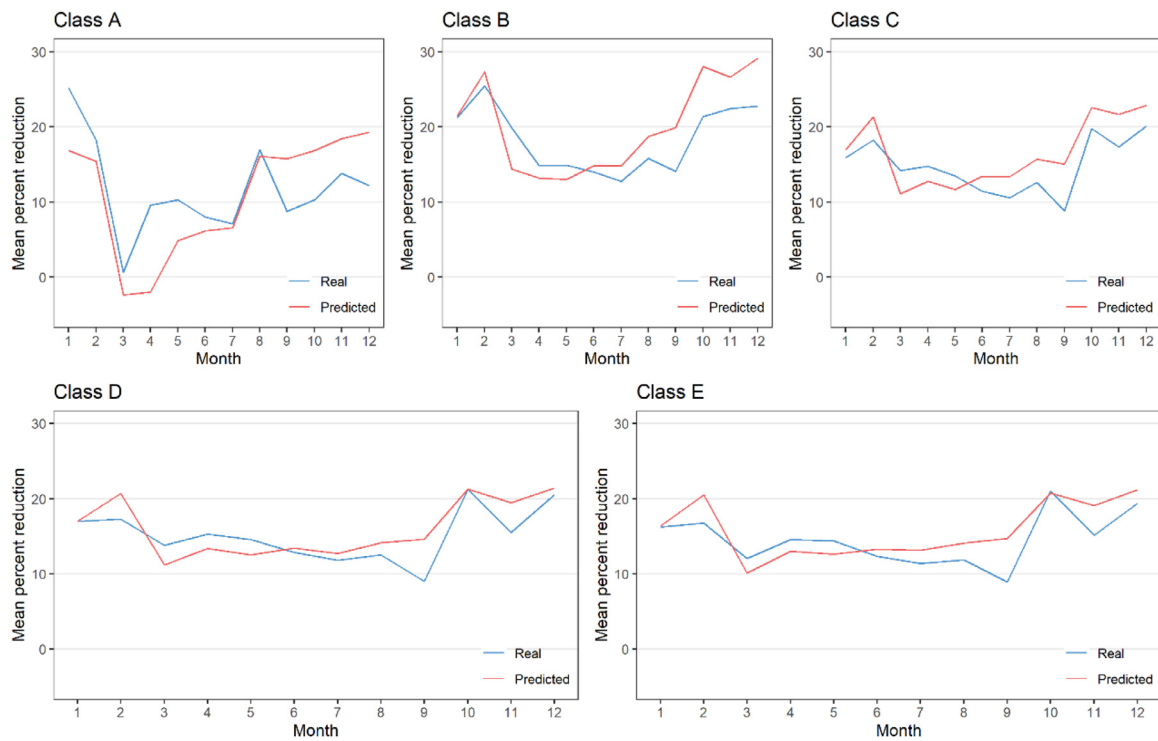 Class A
Mean percent reduction
30
20
10
0
Real
Predicted
1 2 3 4 5 6 7 8 9 10 11 12
Month
Class B
Mean percent reduction
30
20
10
0
Real
Predicted
1 2 3 4 5 6 7 8 9 10 11 12
Month
Class C
Mean percent reduction
30
20
10
0
Real
Predicted
1 2 3 4 5 6 7 8 9 10 11 12
Month
Class D
Mean percent reduction
30
20
10
0
Real
Predicted
1 2 3 4 5 6 7 8 9 10 11 12
Month
Class E
Mean percent reduction
30
20
10
0
Real
Predicted
1 2 3 4 5 6 7 8 9 10 11 12
Month